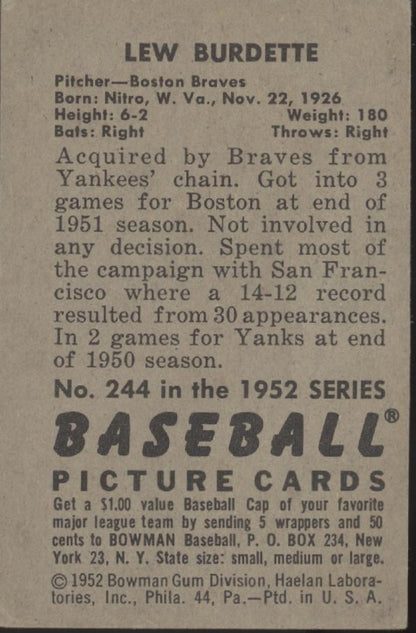 LEW BURDETTE
Pitcher—Boston Braves
Born: Nitro, W. Va., Nov. 22, 1926
Height: 6-2 Weight: 180
Bats: Right Throws: Right
Acquired by Braves from
Yankees' chain. Got into 3
games for Boston at end of
1951 season. Not involved in
any decision. Spent most of
the campaign with San Fran-
cisco where a 14-12 record
resulted from 30 appearances.
In 2 games for Yanks at end
of 1950 season.
No. 244 in the 1952 SERIES
BASEBALL®
PICTURE CARDS
Get a $1.00 value Baseball Cap of your favorite
major league team by sending 5 wrappers and 50
cents to BOWMAN Baseball, P. O. BOX 234, New
York 23, N. Y. State size: small, medium or large.
© 1952 Bowman Gum Division, Haelan Labora-
tories, Inc., Phila. 44, Pa.—Ptd. in U. S. A.